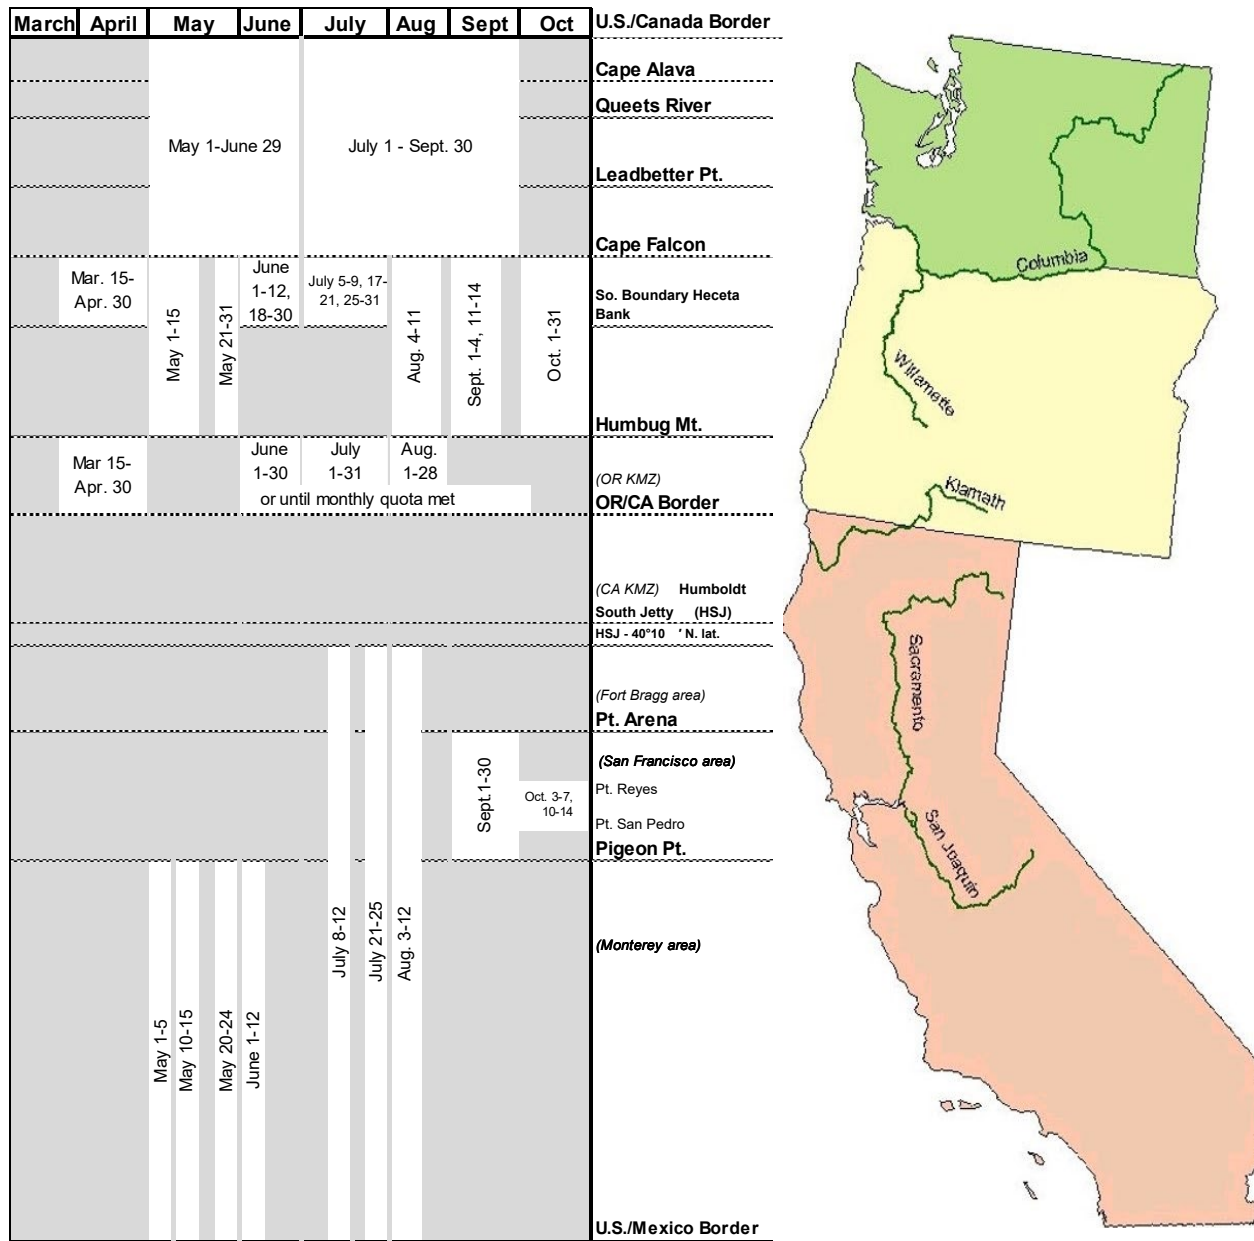 March April May June July Aug Sept Oct
U.S./Canada Border
Cape Alava
Queets River
May 1-June 29
July 1 - Sept. 30
Leadbetter Pt.
Cape Falcon
Mar. 15-
Apr. 30
May 1-15
May 21-31
June
1-12,
18-30
July 5-9, 17-
21, 25-31
Aug. 4-11
Sept. 1-4, 11-14
Oct. 1-31
So. Boundary Heceta
Bank
Humbug Mt.
Mar 15-
Apr. 30
June
1-30
July
1-31
Aug.
1-28
or until monthly quota met
(OR KMZ)
OR/CA Border
(CA KMZ) Humboldt
South Jetty (HSJ)
HSJ - 40°10 ′ N. lat.
(Fort Bragg area)
Pt. Arena
(San Francisco area)
Pt. Reyes
Sept.1-30
Oct. 3-7,
10-14
Pt. San Pedro
Pigeon Pt.
July 8-12
July 21-25
Aug. 3-12
(Monterey area)
May 1-5
May 10-15
May 20-24
June 1-12
U.S./Mexico Border
Columbia
Willamette
Klamath
Sacramento
San Joaquin